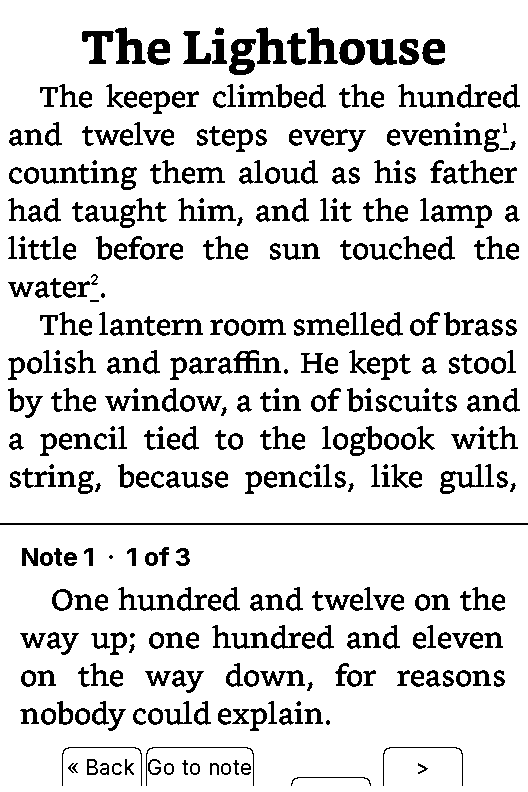 The Lighthouse
The keeper climbed the hundred
and twelve steps every evening¹,
counting them aloud as his father
had taught him, and lit the lamp a
little before the sun touched the
water².
The lantern room smelled of brass
polish and paraffin. He kept a stool
by the window, a tin of biscuits and
a pencil tied to the logbook with
string, because pencils, like gulls,
Note 1 · 1 of 3
One hundred and twelve on the
way up; one hundred and eleven
on the way down, for reasons
nobody could explain.
« Back Go to note >